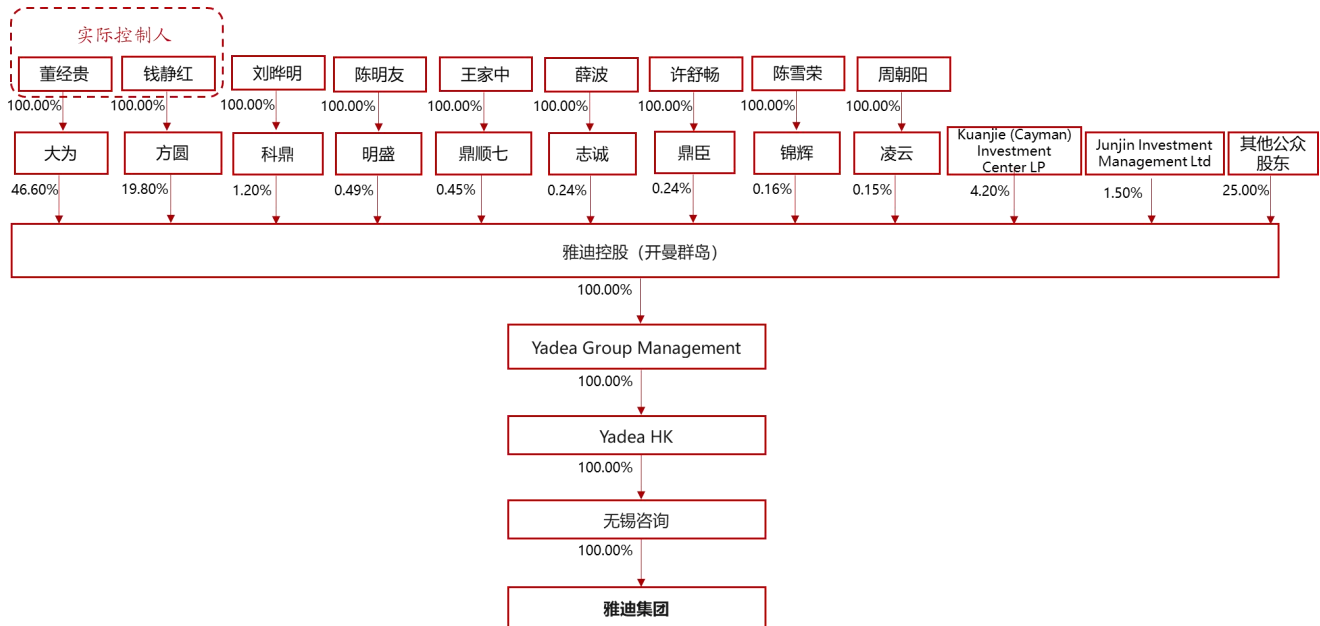 实际控制人
董经贵
钱静红
刘晔明
陈明友
王家中
薛波
许舒畅
陈雪荣
周朝阳
100.00%
100.00%
100.00%
100.00%
100.00%
100.00%
100.00%
100.00%
100.00%
大为
方圆
科鼎
明盛
鼎顺七
志诚
鼎臣
锦辉
凌云
Kuanjie (Cayman)
Investment
Center LP
Junjin Investment
Management Ltd
其他公众
股东
46.60%
19.80%
1.20%
0.49%
0.45%
0.24%
0.24%
0.16%
0.15%
4.20%
1.50%
25.00%
雅迪控股（开曼群岛）
100.00%
Yadea Group Management
100.00%
Yadea HK
100.00%
无锡咨询
100.00%
雅迪集团